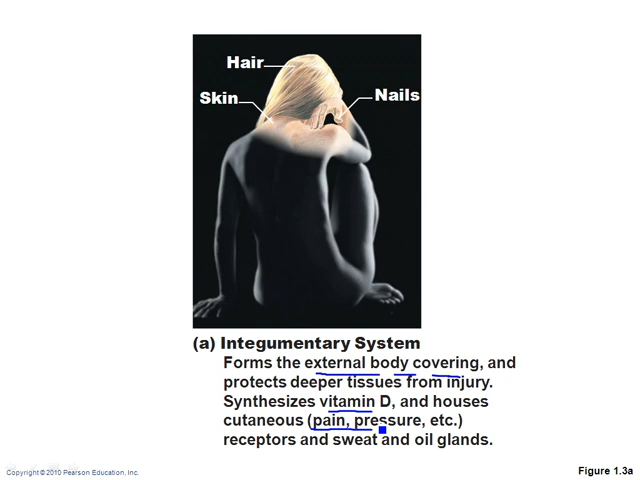 Hair
Skin
Nails
(a) Integumentary System
Forms the external body covering, and
protects deeper tissues from injury.
Synthesizes vitamin D, and houses
cutaneous (pain, pressure, etc.)
receptors and sweat and oil glands.
Copyright © 2010 Pearson Education, Inc.
Figure 1.3a